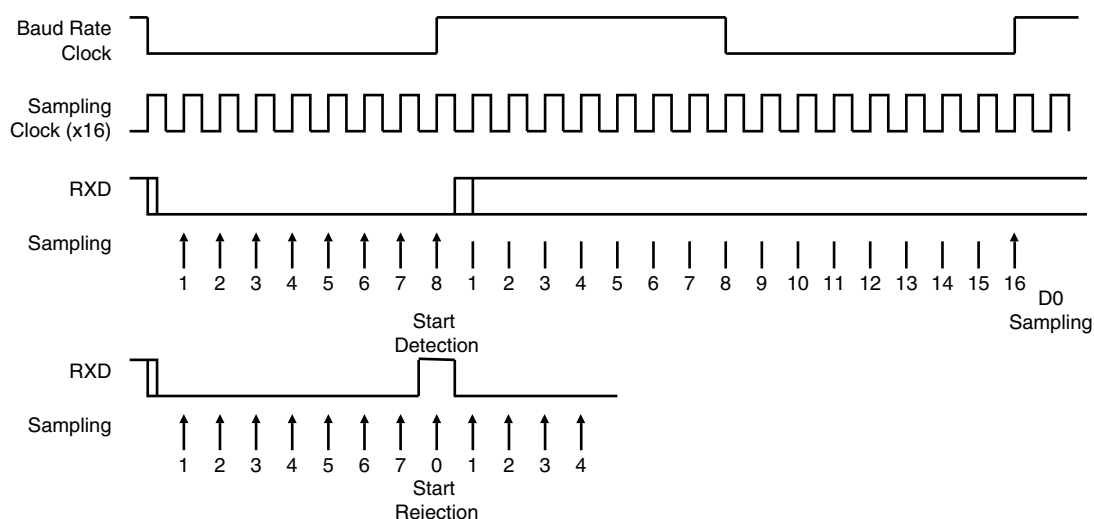 Baud Rate
Clock
Sampling
Clock (x16)
RXD
Sampling
1 2 3 4 5 6 7 8 1 2 3 4 5 6 7 8 9 10 11 12 13 14 15 16
D0
Sampling
Start
Detection
RXD
Sampling
1 2 3 4 5 6 7 0 1 2 3 4
Start
Rejection